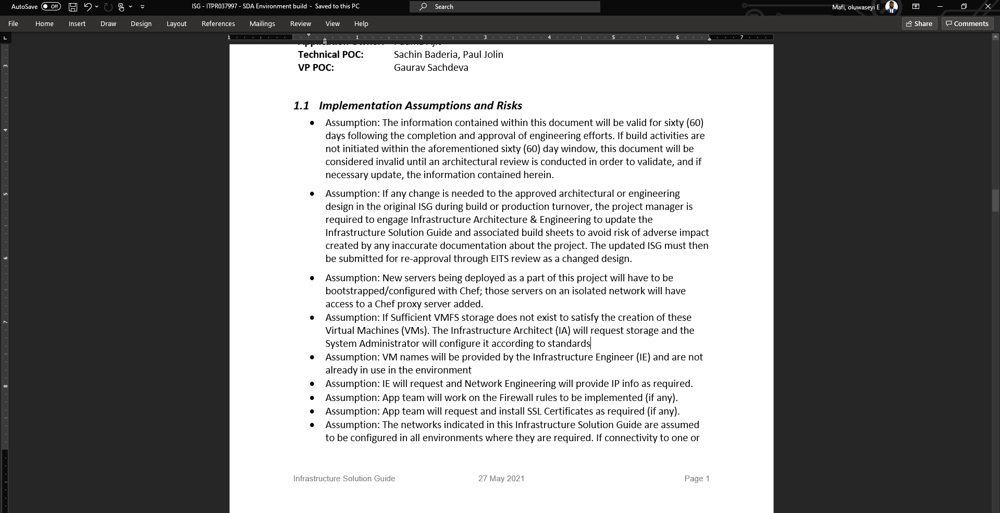 AutoSave Off ISG - ITPR037997 - SDA Environment build - Saved to this PC Search Mafi, oluwaseyi E
File Home Insert Draw Design Layout References Mailings Review View Help Share Comments
1 1 2 3 4 5 6 7
Technical POC: Sachin Baderia, Paul Jolin
VP POC: Gaurav Sachdeva
1.1 Implementation Assumptions and Risks
• Assumption: The information contained within this document will be valid for sixty (60)
days following the completion and approval of engineering efforts. If build activities are
not initiated within the aforementioned sixty (60) day window, this document will be
considered invalid until an architectural review is conducted in order to validate, and if
necessary update, the information contained herein.
• Assumption: If any change is needed to the approved architectural or engineering
design in the original ISG during build or production turnover, the project manager is
required to engage Infrastructure Architecture & Engineering to update the
Infrastructure Solution Guide and associated build sheets to avoid risk of adverse impact
created by any inaccurate documentation about the project. The updated ISG must then
be submitted for re-approval through EITS review as a changed design.
• Assumption: New servers being deployed as a part of this project will have to be
bootstrapped/configured with Chef; those servers on an isolated network will have
access to a Chef proxy server added.
• Assumption: If Sufficient VMFS storage does not exist to satisfy the creation of these
Virtual Machines (VMs). The Infrastructure Architect (IA) will request storage and the
System Administrator will configure it according to standards
• Assumption: VM names will be provided by the Infrastructure Engineer (IE) and are not
already in use in the environment
• Assumption: IE will request and Network Engineering will provide IP info as required.
• Assumption: App team will work on the Firewall rules to be implemented (if any).
• Assumption: App team will request and install SSL Certificates as required (if any).
• Assumption: The networks indicated in this Infrastructure Solution Guide are assumed
to be configured in all environments where they are required. If connectivity to one or
Infrastructure Solution Guide 27 May 2021 Page 1
3
4
5
6
7
8